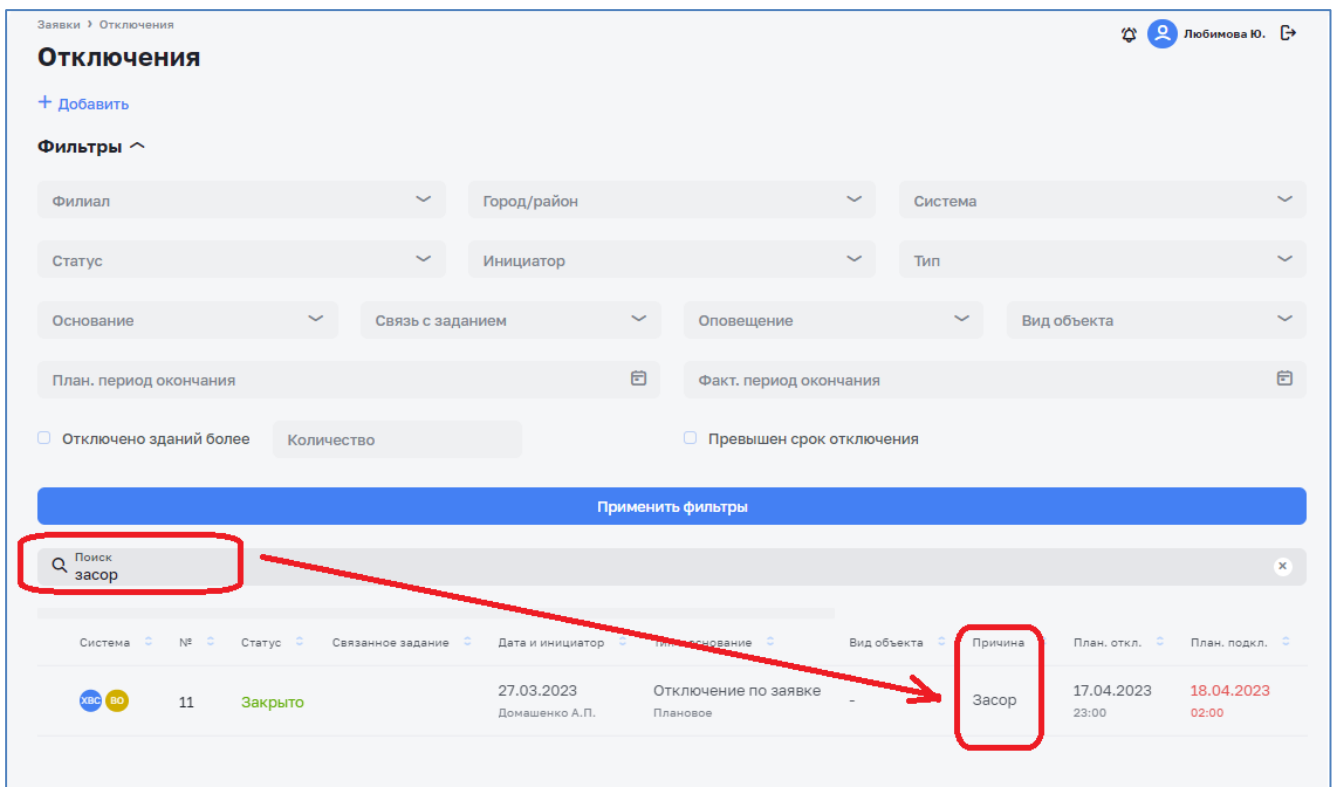 Заявки › Отключения
Любимова Ю.
Отключения
+ Добавить
Фильтры
Филиал Город/район Система
Статус Инициатор Тип
Основание Связь с заданием Оповещение Вид объекта
План. период окончания Факт. период окончания
Отключено зданий более Количество Превышен срок отключения
Применить фильтры
Поиск
засор
Система № Статус Связанное задание Дата и инициатор основание Вид объекта Причина План. откл. План. подкл.
ХВС ВО 11 Закрыто 27.03.2023 Отключение по заявке - Засор 17.04.2023 18.04.2023
Домашенко А.П. Плановое 23:00 02:00